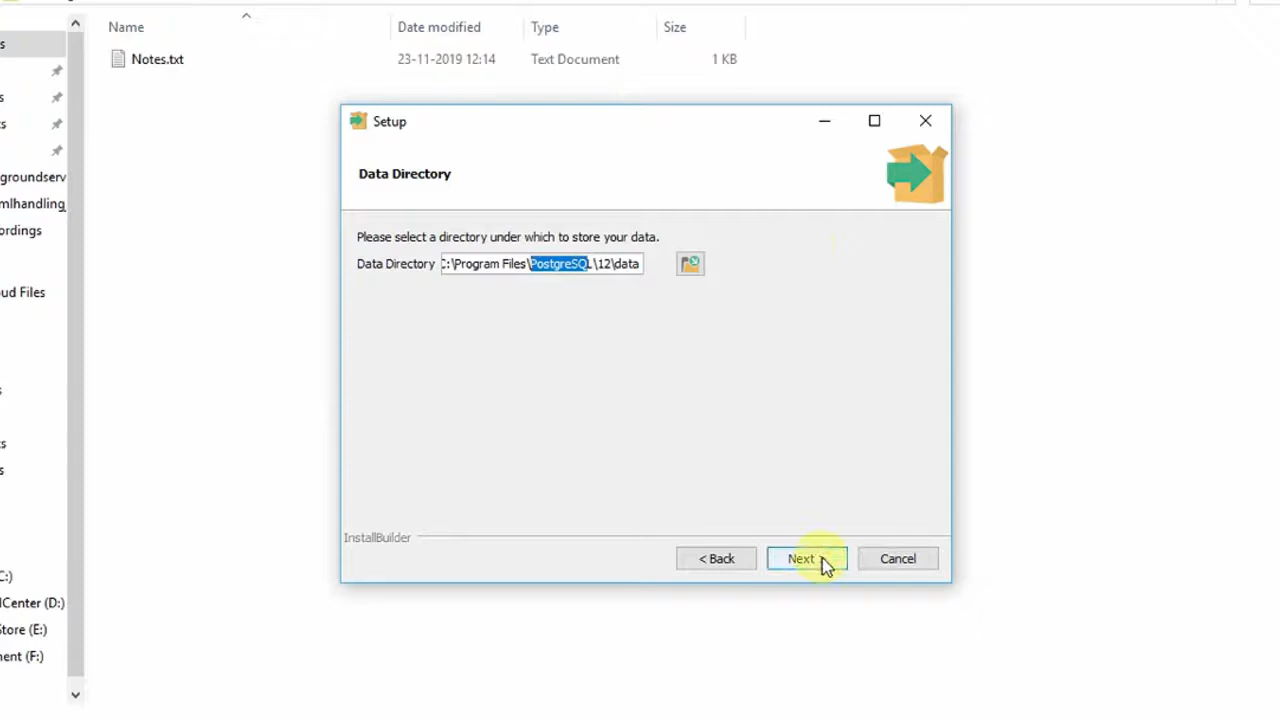 Name Date modified Type Size
Notes.txt 23-11-2019 12:14 Text Document 1 KB
Setup
Data Directory
Please select a directory under which to store your data.
Data Directory C:\Program Files\PostgreSQL\12\data
InstallBuilder
< Back Next > Cancel
s
s
s
groundserv
mlhandling
ordings
oud Files
s
ts
s
C:)
lCenter (D:)
Store (E:)
ment (F:)